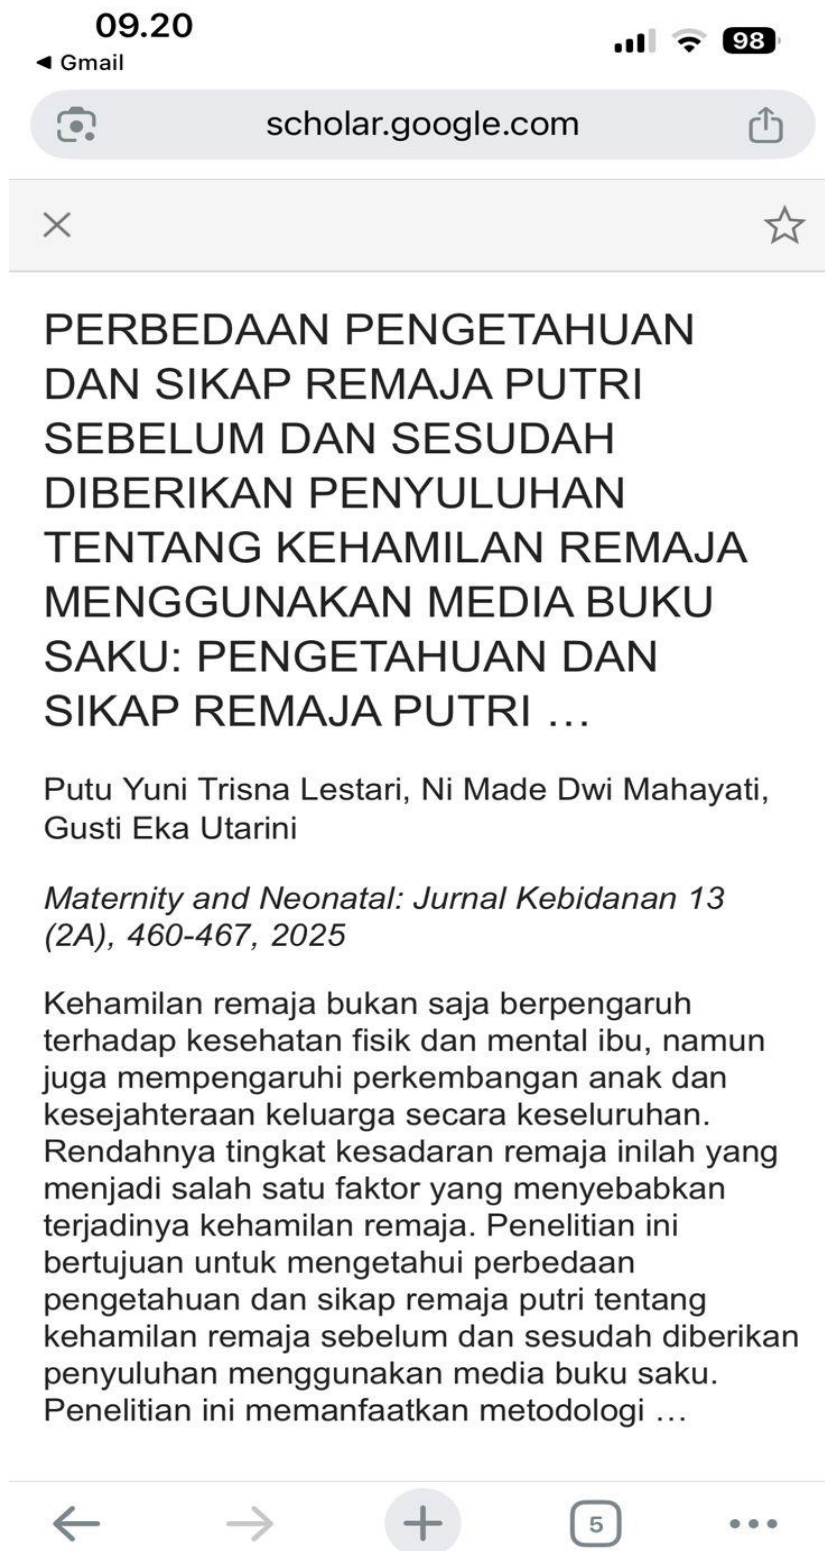 09.20
98
◀ Gmail
scholar.google.com
PERBEDAAN PENGETAHUAN
DAN SIKAP REMAJA PUTRI
SEBELUM DAN SESUDAH
DIBERIKAN PENYULUHAN
TENTANG KEHAMILAN REMAJA
MENGGUNAKAN MEDIA BUKU
SAKU: PENGETAHUAN DAN
SIKAP REMAJA PUTRI …
Putu Yuni Trisna Lestari, Ni Made Dwi Mahayati,
Gusti Eka Utarini
Maternity and Neonatal: Jurnal Kebidanan 13
(2A), 460-467, 2025
Kehamilan remaja bukan saja berpengaruh
terhadap kesehatan fisik dan mental ibu, namun
juga mempengaruhi perkembangan anak dan
kesejahteraan keluarga secara keseluruhan.
Rendahnya tingkat kesadaran remaja inilah yang
menjadi salah satu faktor yang menyebabkan
terjadinya kehamilan remaja. Penelitian ini
bertujuan untuk mengetahui perbedaan
pengetahuan dan sikap remaja putri tentang
kehamilan remaja sebelum dan sesudah diberikan
penyuluhan menggunakan media buku saku.
Penelitian ini memanfaatkan metodologi …
5